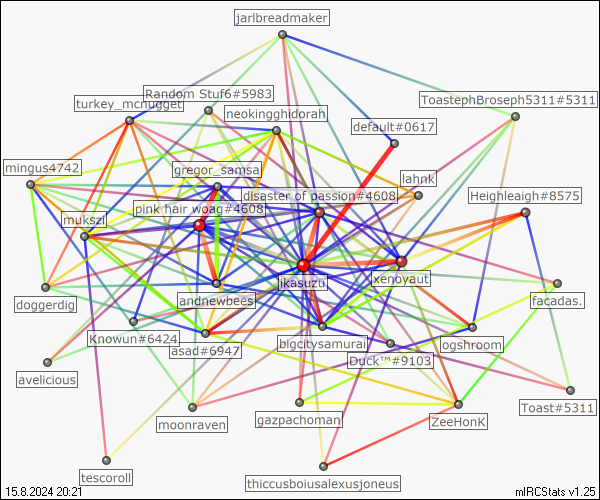 jarlbreadmaker
Random Stuf6#5983
turkey_mcnugget
ToastephBroseph5311#5311
neokingghidorah
default#0617
mingus4742
gregor_samsa
lahnk
disaster of passion#4608
Heighleaigh#8575
pink hair woag#4608
mukszi
ikasuzu
xenoyaut
doggerdig
andnewbees
facadas.
Knowun#6424
asad#6947
bigcitysamurai
ogshroom
Duck™#9103
avelicious
Toast#5311
moonraven
gazpachoman
ZeeHonK
tescoroll
thiccusboiusalexusjoneus
15.8.2024 20:21
mIRCStats v1.25